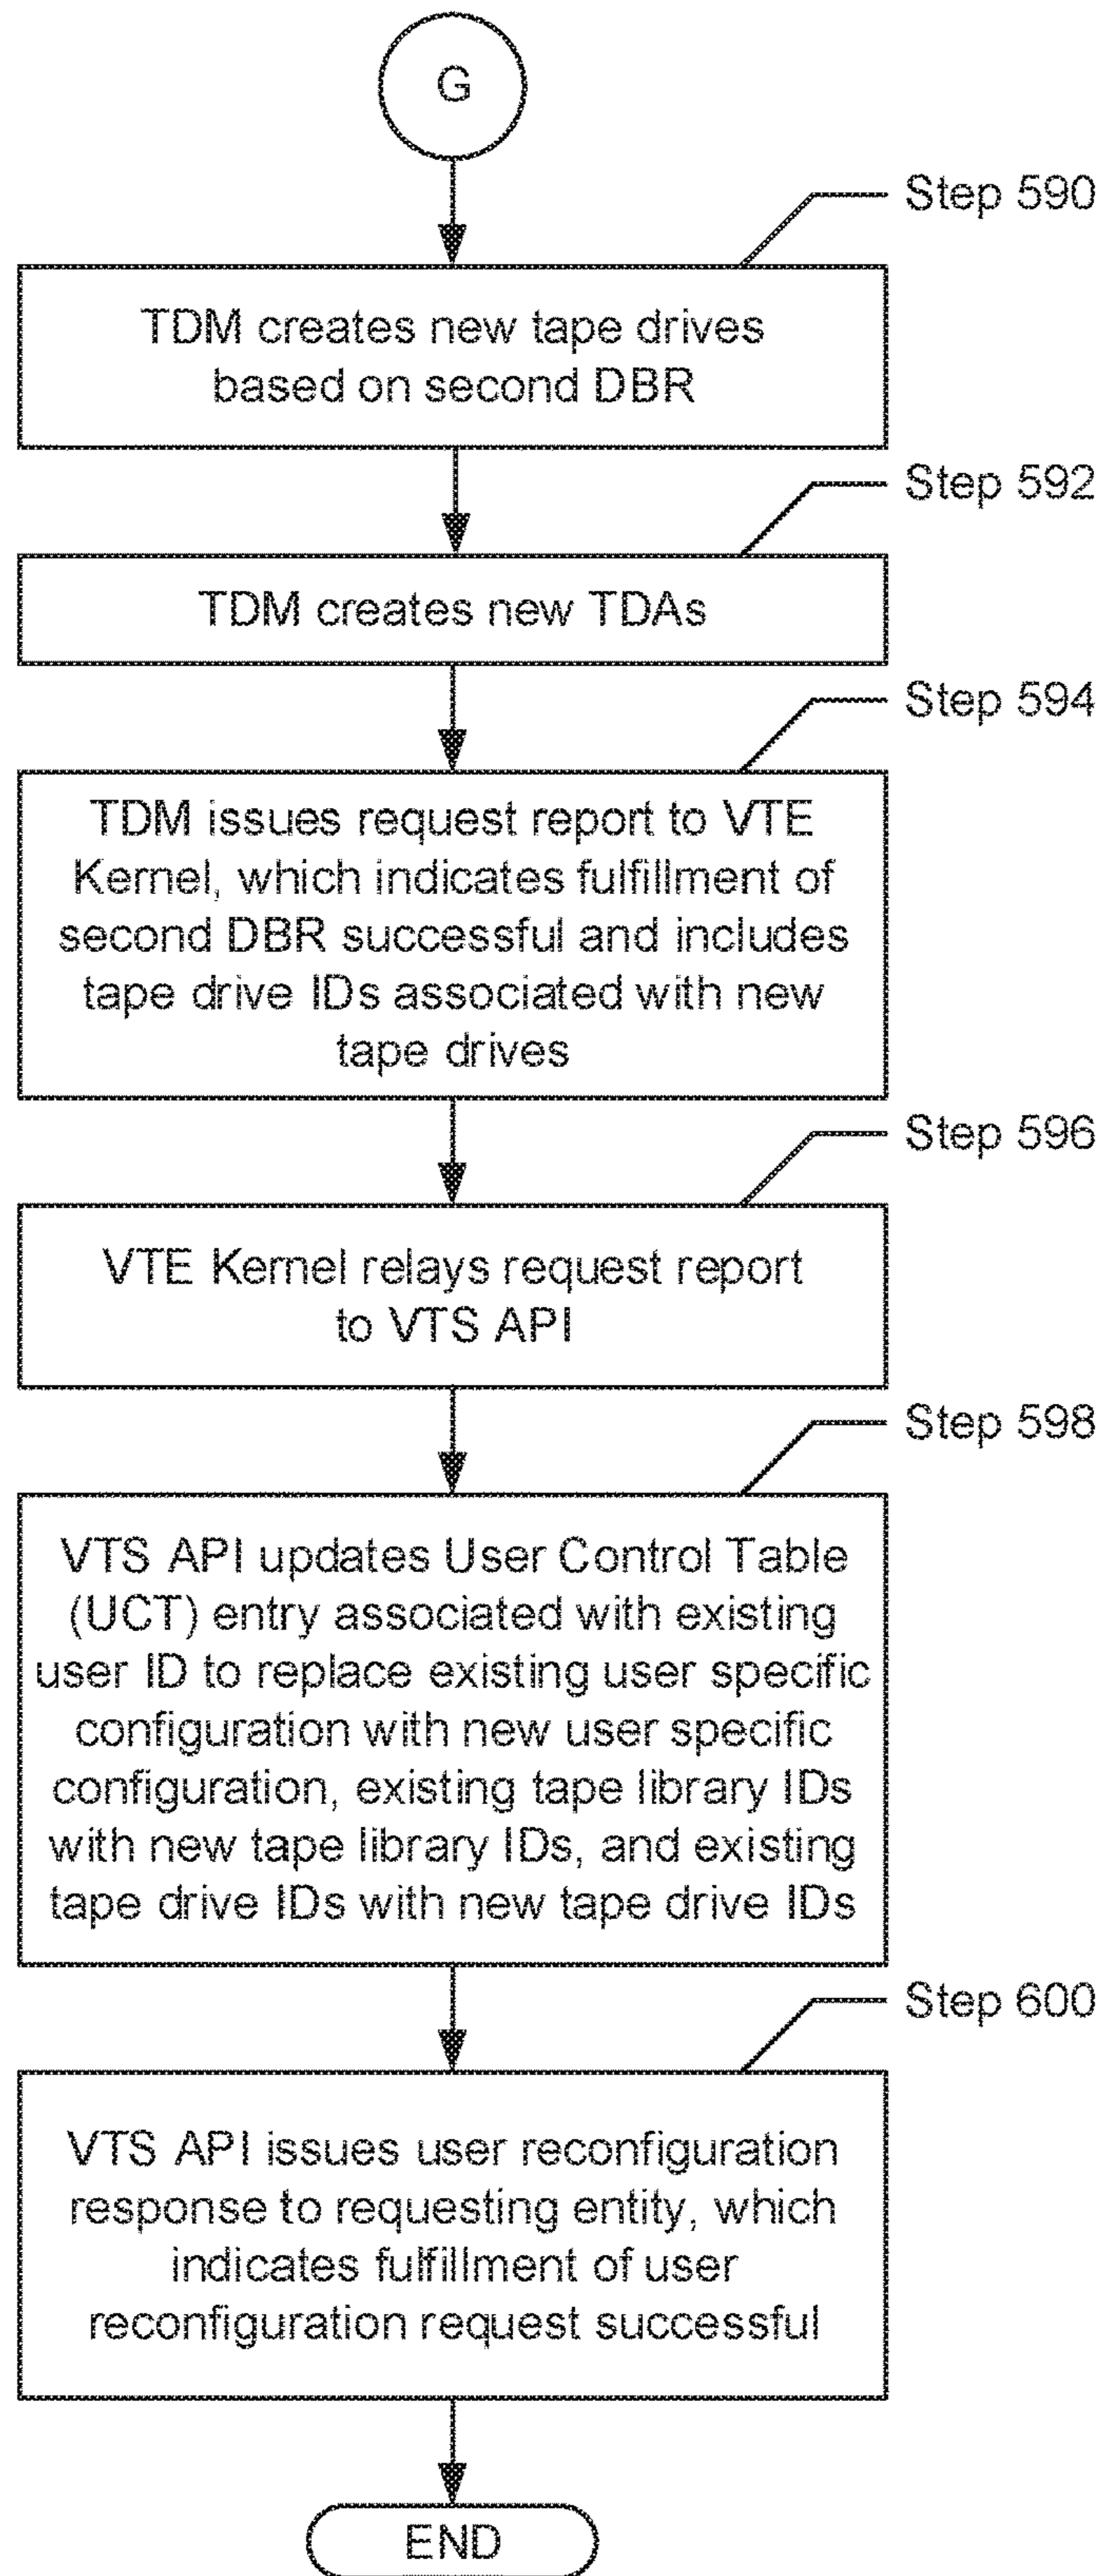 G
Step 590
TDM creates new tape drives
based on second DBR
Step 592
TDM creates new TDAs
Step 594
TDM issues request report to VTE
Kernel, which indicates fulfillment of
second DBR successful and includes
tape drive IDs associated with new
tape drives
Step 596
VTE Kernel relays request report
to VTS API
Step 598
VTS API updates User Control Table
(UCT) entry associated with existing
user ID to replace existing user specific
configuration with new user specific
configuration, existing tape library IDs
with new tape library IDs, and existing
tape drive IDs with new tape drive IDs
Step 600
VTS API issues user reconfiguration
response to requesting entity, which
indicates fulfillment of user
reconfiguration request successful
END